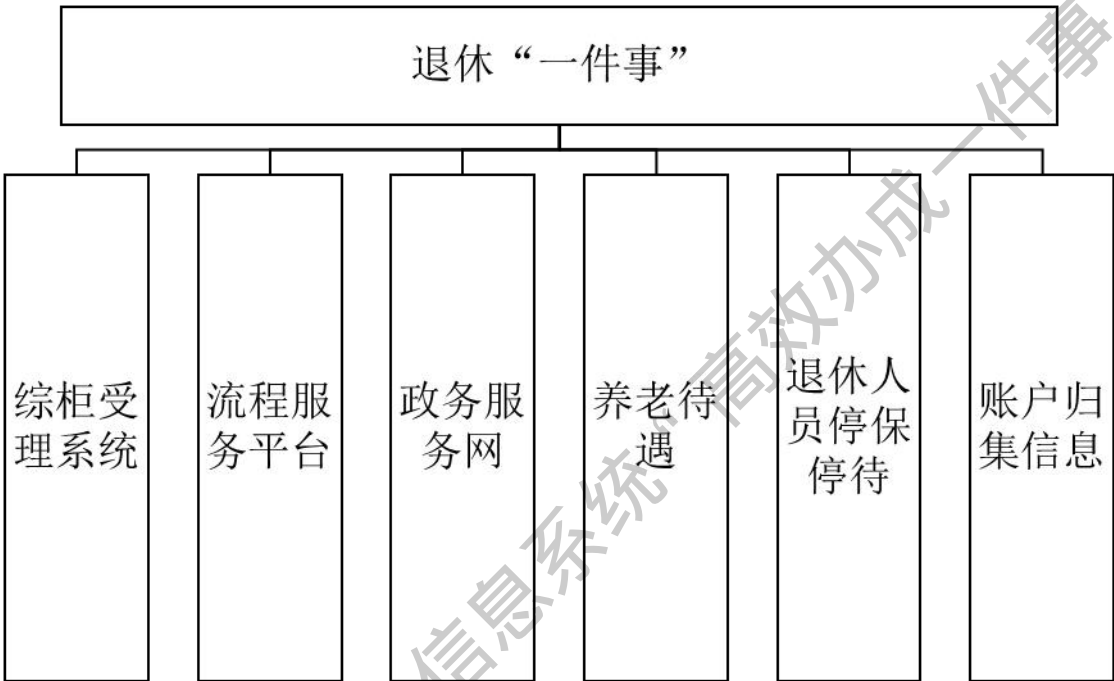 退休“一件事”
综柜受
理系统
流程服
务平台
政务服
务网
养老待
遇
退休人
员停保
停待
账户归
集信息
信息系统“高效办成一件事